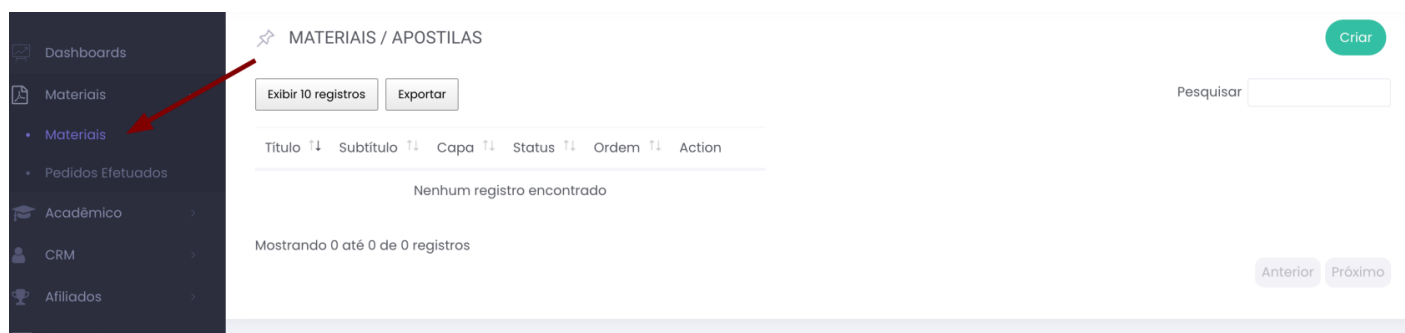 Dashboards
Materiais
Materiais
Pedidos Efetuados
Acadêmico
CRM
Afiliados
MATERIAIS / APOSTILAS
Criar
Exibir 10 registros Exportar
Pesquisar
Título Subtítulo Capa Status Ordem Action
Nenhum registro encontrado
Mostrando 0 até 0 de 0 registros
Anterior Próximo